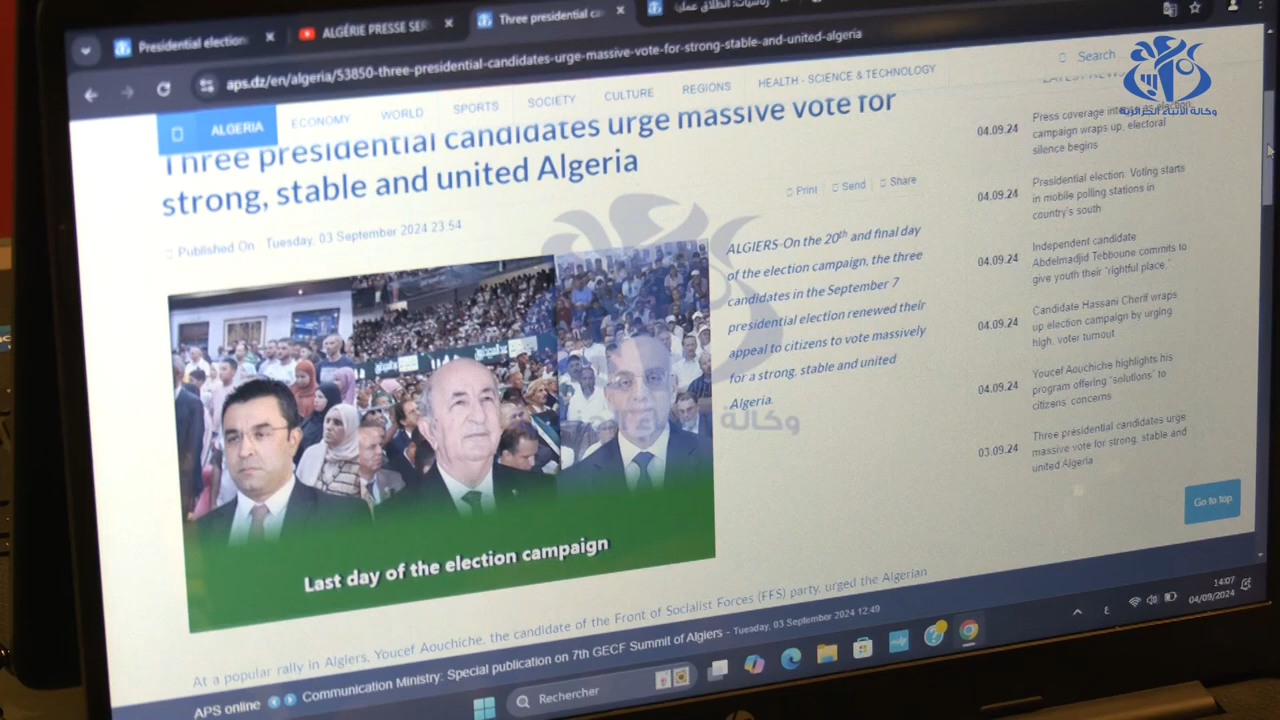 Presidential election
ALGÉRIE PRESSE SER
Three presidential ca
aps.dz/en/algeria/53850-three-presidential-candidates-urge-massive-vote-for-strong-stable-and-united-algeria
ALGERIA
ECONOMY
WORLD
SPORTS
SOCIETY
CULTURE
REGIONS
HEALTH - SCIENCE & TECHNOLOGY
Search
وكالة الأنباء الجزائرية
Three presidential candidates urge massive vote for
strong, stable and united Algeria
Print
Send
Share
Published On Tuesday, 03 September 2024 23:54
ALGIERS-On the 20th and final day
of the election campaign, the three
candidates in the September 7
presidential election renewed their
appeal to citizens to vote massively
for a strong, stable and united
Algeria.
وكالة
Last day of the election campaign
At a popular rally in Algiers, Youcef Aouchiche, the candidate of the Front of Socialist Forces (FFS) party, urged the Algerian
LATEST NEWS
04.09.24
Press coverage intense as election
campaign wraps up, electoral
silence begins
04.09.24
Presidential election: Voting starts
in mobile polling stations in
country's south
04.09.24
Independent candidate
Abdelmadjid Tebboune commits to
give youth their "rightful place."
04.09.24
Candidate Hassani Cherif wraps
up election campaign by urging
high, voter turnout
04.09.24
Youcef Aouchiche highlights his
program offering "solutions" to
citizens' concerns
03.09.24
Three presidential candidates urge
massive vote for strong, stable and
united Algeria
Go to top
APS online
Communication Ministry: Special publication on 7th GECF Summit of Algiers - Tuesday, 03 September 2024 12:49
Rechercher
ع
14:07
04/09/2024